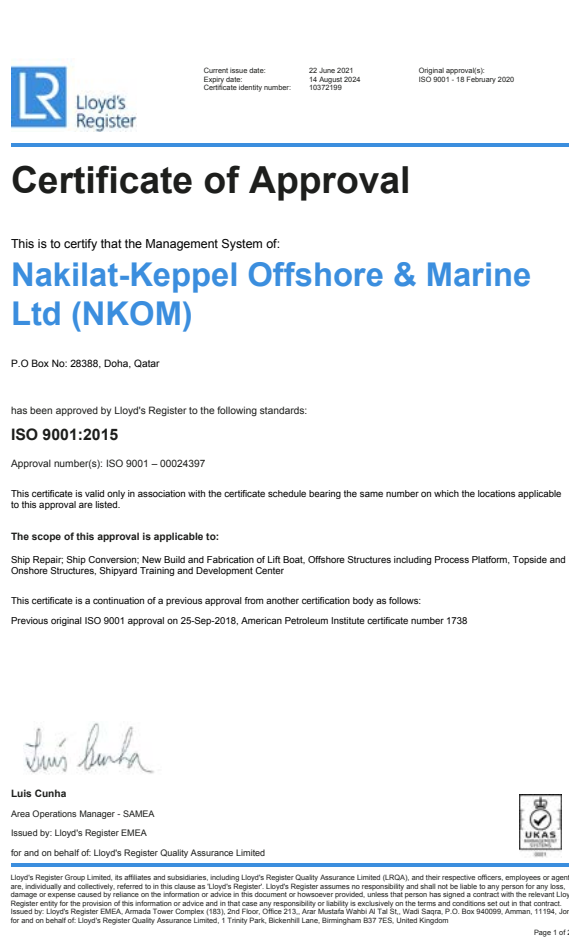 LR
Lloyd's
Register
Current issue date: 22 June 2021
Expiry date: 14 August 2024
Certificate identity number: 10372199
Original approval(s):
ISO 9001 - 18 February 2020
Certificate of Approval
This is to certify that the Management System of:
Nakilat-Keppel Offshore & Marine
Ltd (NKOM)
P.O Box No: 28388, Doha, Qatar
has been approved by Lloyd's Register to the following standards:
ISO 9001:2015
Approval number(s): ISO 9001 – 00024397
This certificate is valid only in association with the certificate schedule bearing the same number on which the locations applicable
to this approval are listed.
The scope of this approval is applicable to:
Ship Repair; Ship Conversion; New Build and Fabrication of Lift Boat, Offshore Structures including Process Platform, Topside and
Onshore Structures, Shipyard Training and Development Center
This certificate is a continuation of a previous approval from another certification body as follows:
Previous original ISO 9001 approval on 25-Sep-2018, American Petroleum Institute certificate number 1738
Luis Cunha
Luis Cunha
Area Operations Manager - SAMEA
Issued by: Lloyd's Register EMEA
for and on behalf of: Lloyd's Register Quality Assurance Limited
UKAS
MANAGEMENT
SYSTEMS
0001
Lloyd's Register Group Limited, its affiliates and subsidiaries, including Lloyd's Register Quality Assurance Limited (LRQA), and their respective officers, employees or agent
are, individually and collectively, referred to in this clause as 'Lloyd's Register'. Lloyd's Register assumes no responsibility and shall not be liable to any person for any loss,
damage or expense caused by reliance on the information or advice in this document or howsoever provided, unless that person has signed a contract with the relevant Lloy
Register entity for the provision of this information or advice and in that case any responsibility or liability is exclusively on the terms and conditions set out in that contract.
Issued by: Lloyd's Register EMEA, Armada Tower Complex (183), 2nd Floor, Office 213,, Arar Mustafa Wahbi Al Tal St., Wadi Saqra, P.O. Box 940099, Amman, 11194, Jor
for and on behalf of: Lloyd's Register Quality Assurance Limited, 1 Trinity Park, Bickenhill Lane, Birmingham B37 7ES, United Kingdom
Page 1 of 2